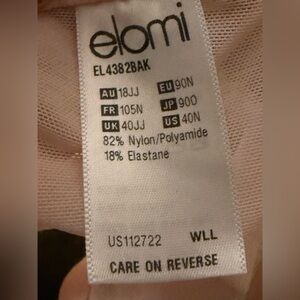 elomi
EL4382BAK
AU 18JJ EU 90N
FR 105N JP 90O
UK 40JJ US 40N
82% Nylon/Polyamide
18% Elastane
US112722 WLL
CARE ON REVERSE